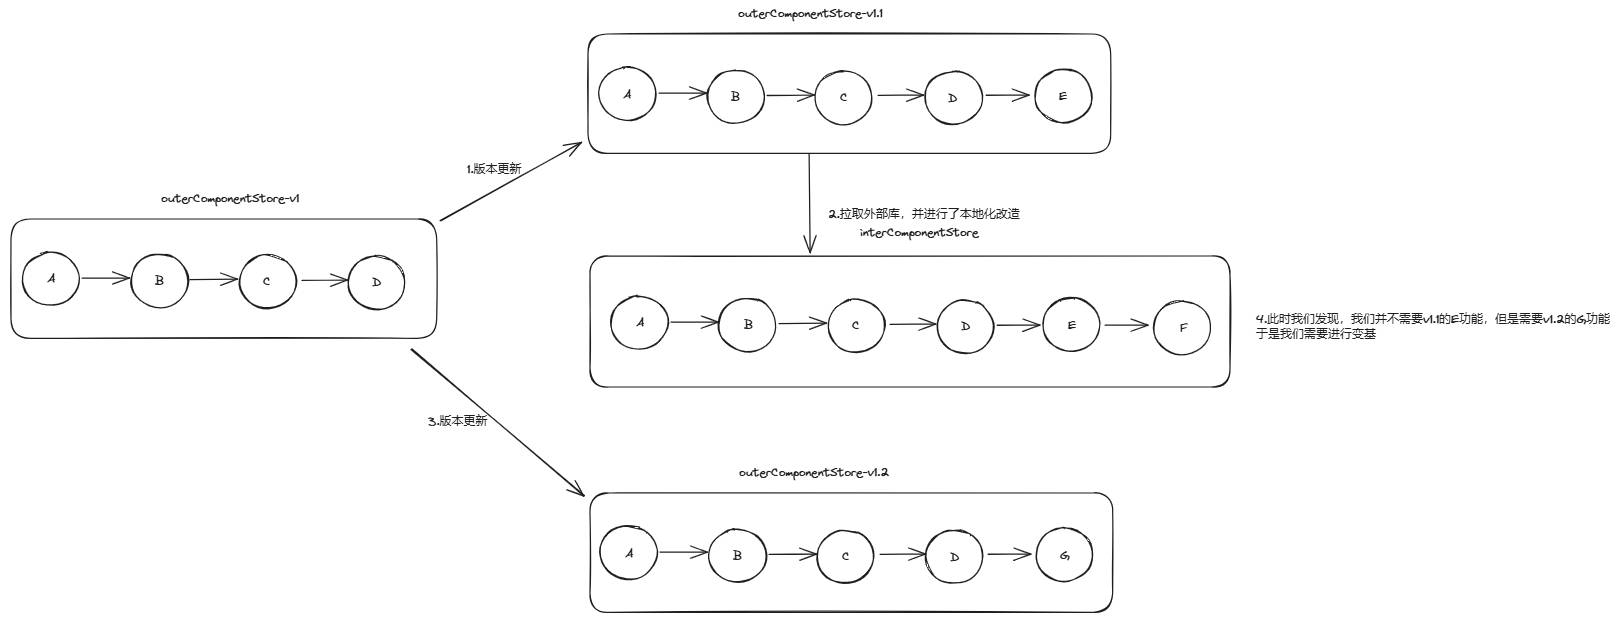 outerComponentStore-v1.1
A
B
C
D
E
1.版本更新
outerComponentStore-v1
A
B
C
D
2.拉取外部库，并进行了本地化改造
interComponentStore
A
B
C
D
E
F
4.此时我们发现，我们并不需要v1.1的E功能，但是需要v1.2的G功能
于是我们需要进行变基
3.版本更新
outerComponentStore-v1.2
A
B
C
D
G